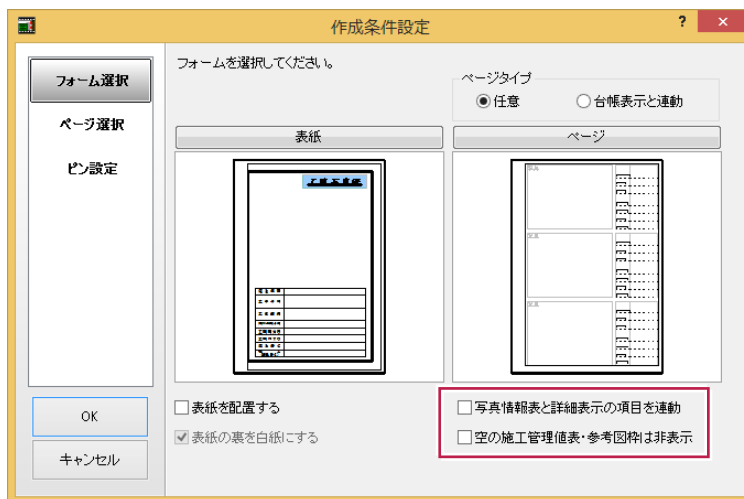 作成条件設定
?
×
フォーム選択
ページ選択
ピン設定
OK
キャンセル
フォームを選択してください。
ページタイプ
任意
台帳表示と連動
表紙
ページ
表紙を配置する
表紙の裏を白紙にする
写真情報表と詳細表示の項目を連動
空の施工管理値表・参考図枠は非表示